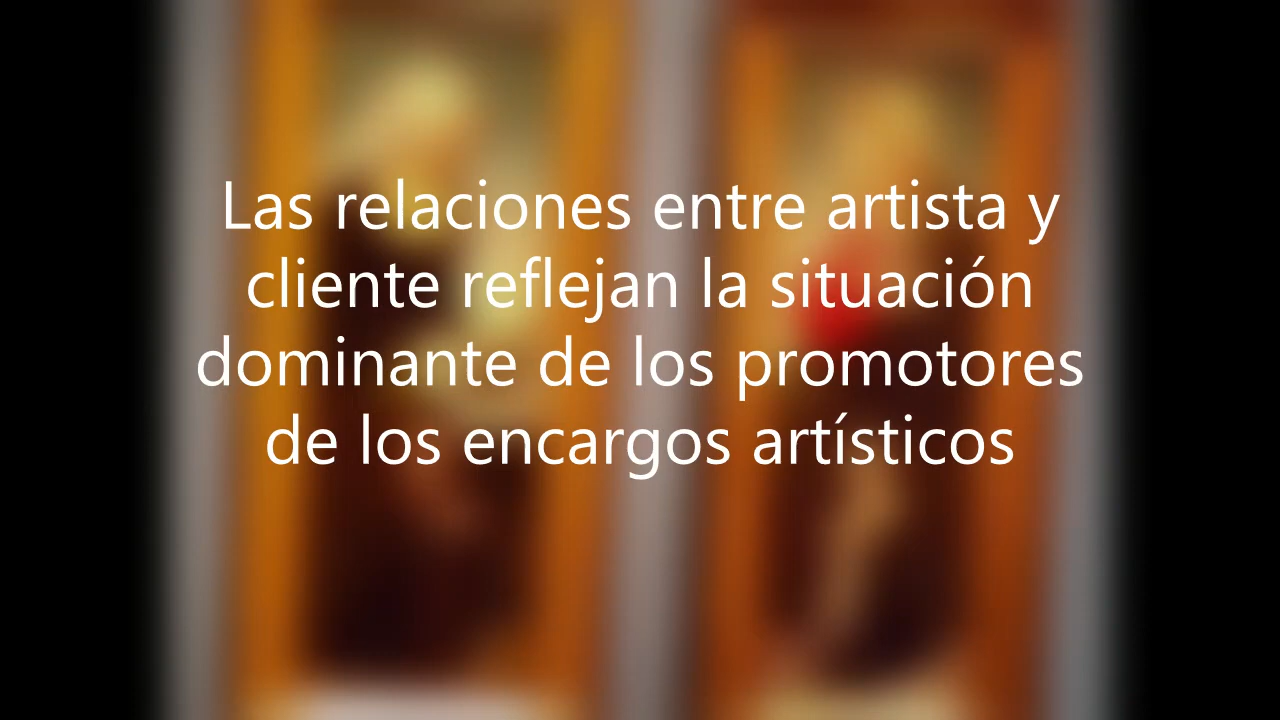 Las relaciones entre artista y
cliente reflejan la situación
dominante de los promotores
de los encargos artísticos